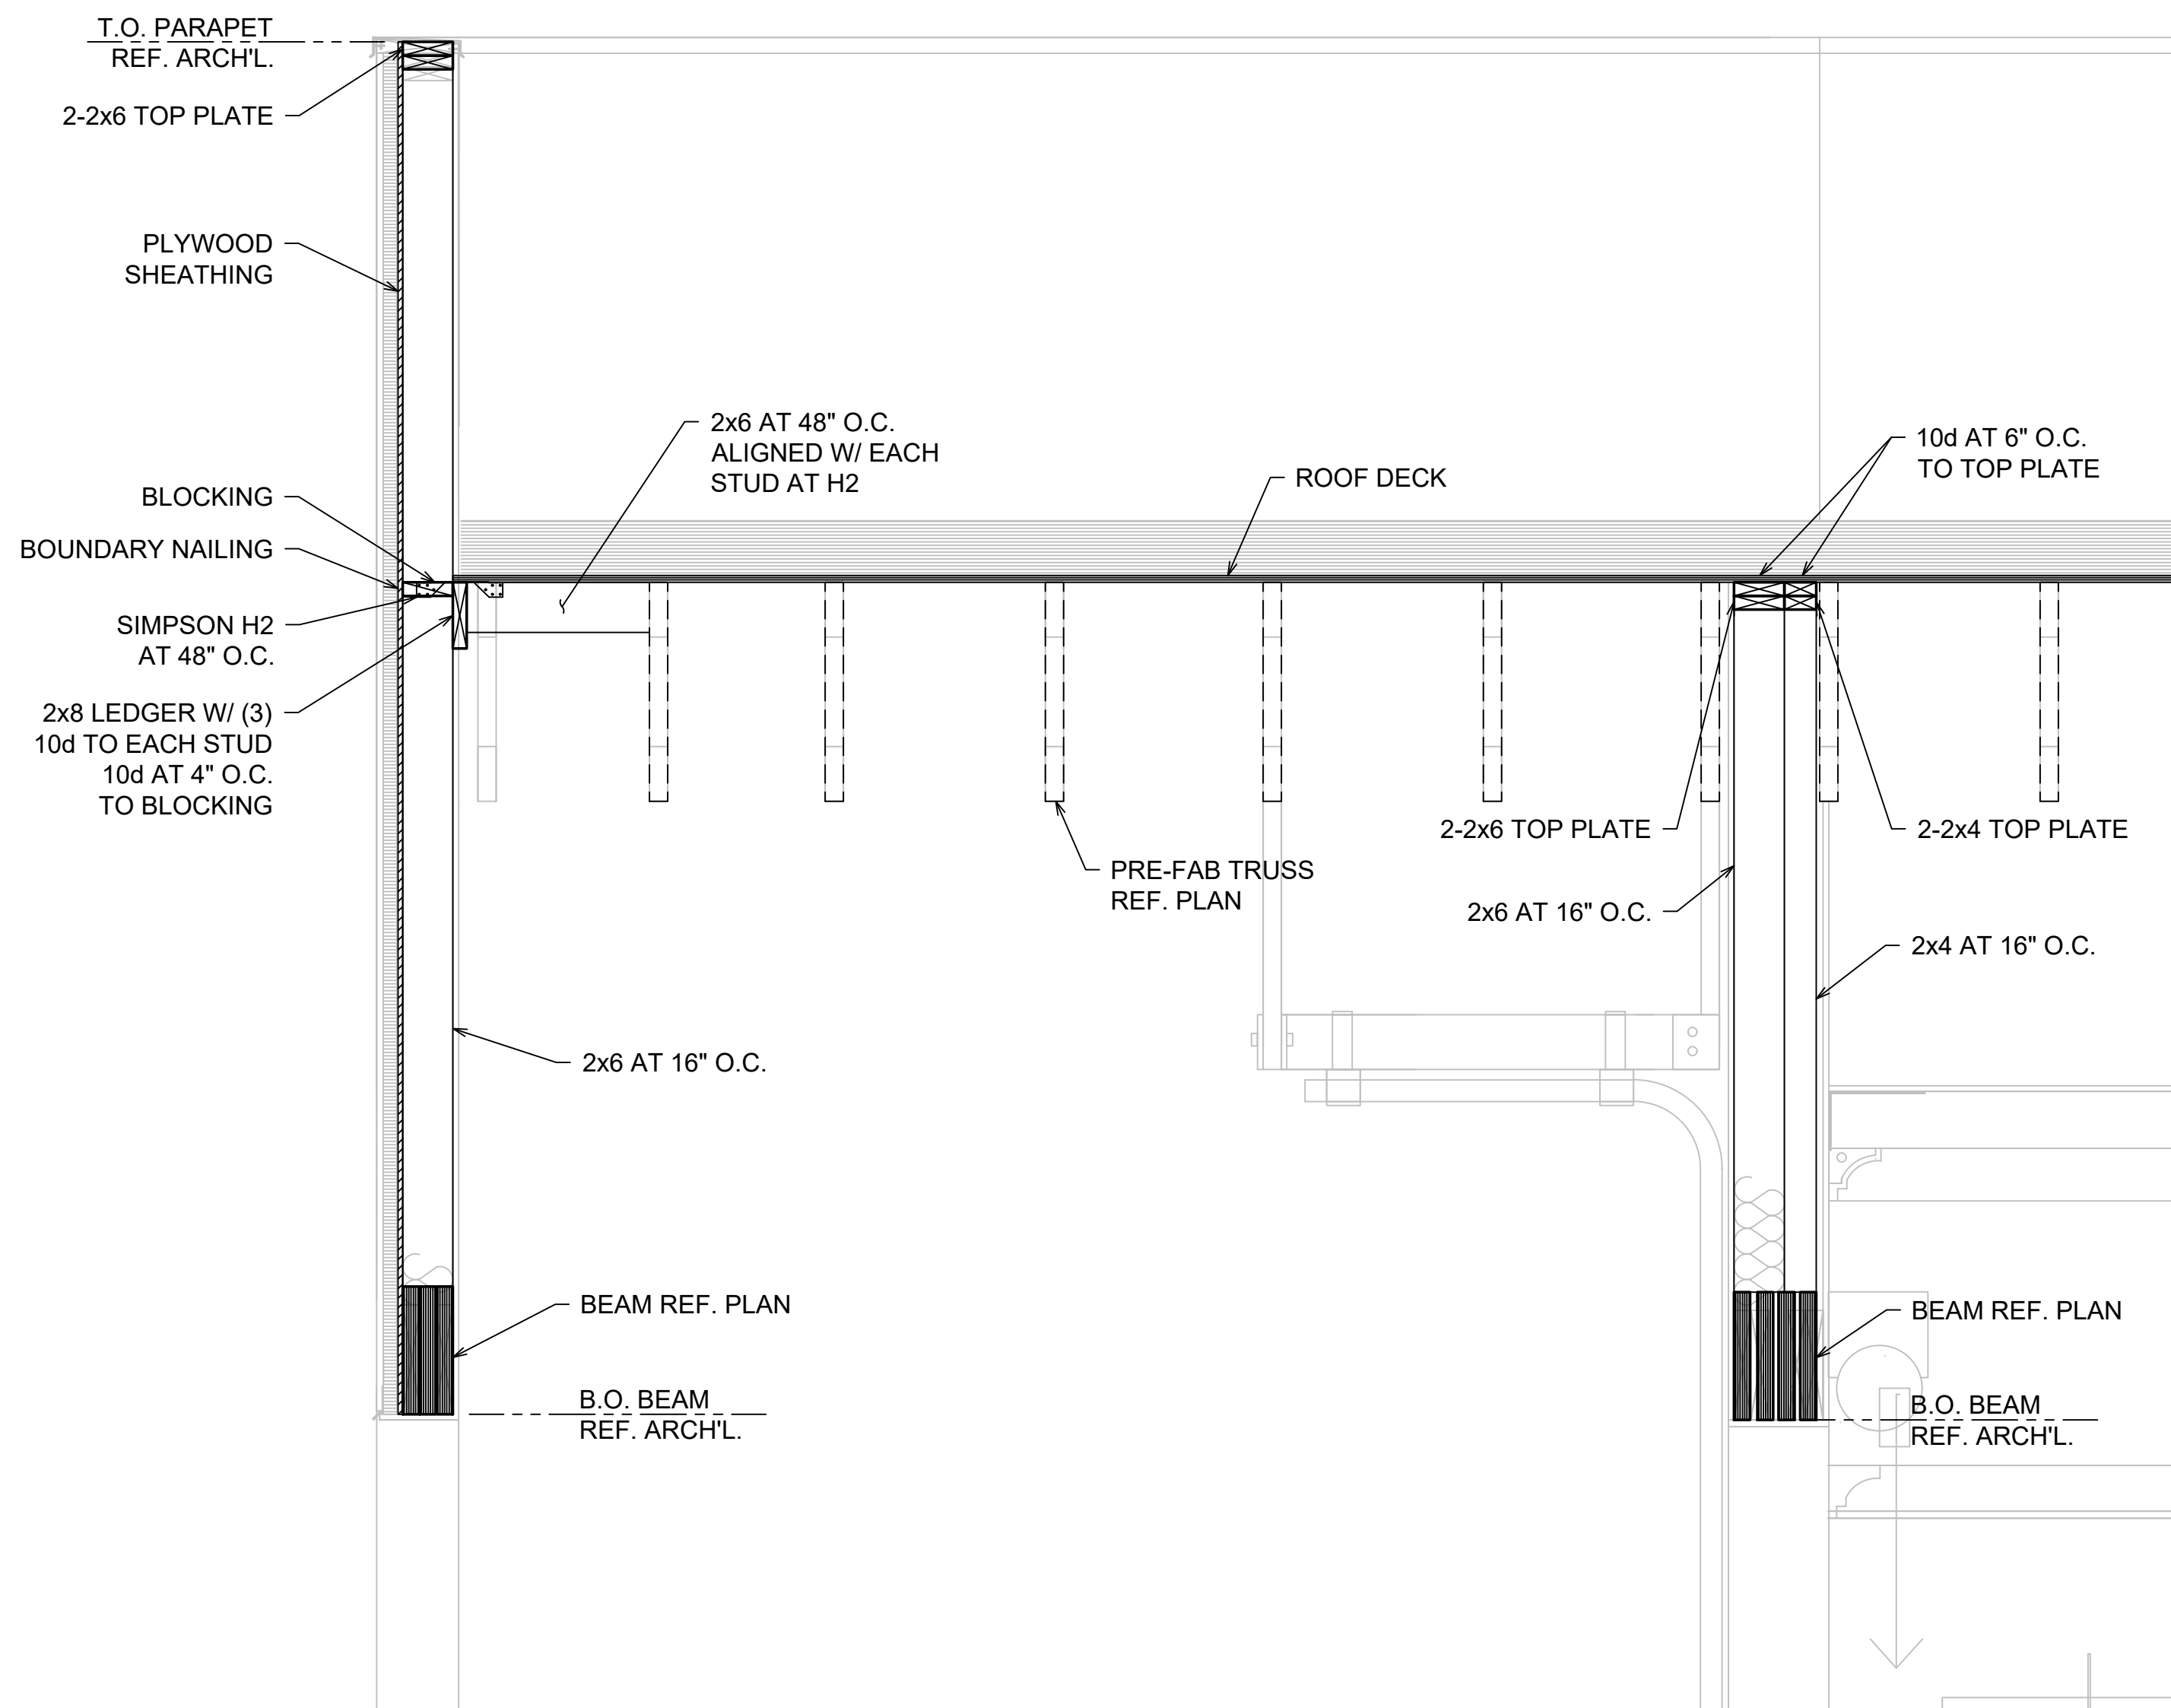 T.O. PARAPET
REF. ARCH'L.
2-2x6 TOP PLATE
PLYWOOD
SHEATHING
2x6 AT 48" O.C.
ALIGNED W/ EACH
STUD AT H2
ROOF DECK
10d AT 6" O.C.
TO TOP PLATE
BLOCKING
BOUNDARY NAILING
SIMPSON H2
AT 48" O.C.
2x8 LEDGER W/ (3)
10d TO EACH STUD
10d AT 4" O.C.
TO BLOCKING
PRE-FAB TRUSS
REF. PLAN
2-2x6 TOP PLATE
2-2x4 TOP PLATE
2x6 AT 16" O.C.
2x4 AT 16" O.C.
2x6 AT 16" O.C.
BEAM REF. PLAN
BEAM REF. PLAN
B.O. BEAM
REF. ARCH'L.
B.O. BEAM
REF. ARCH'L.